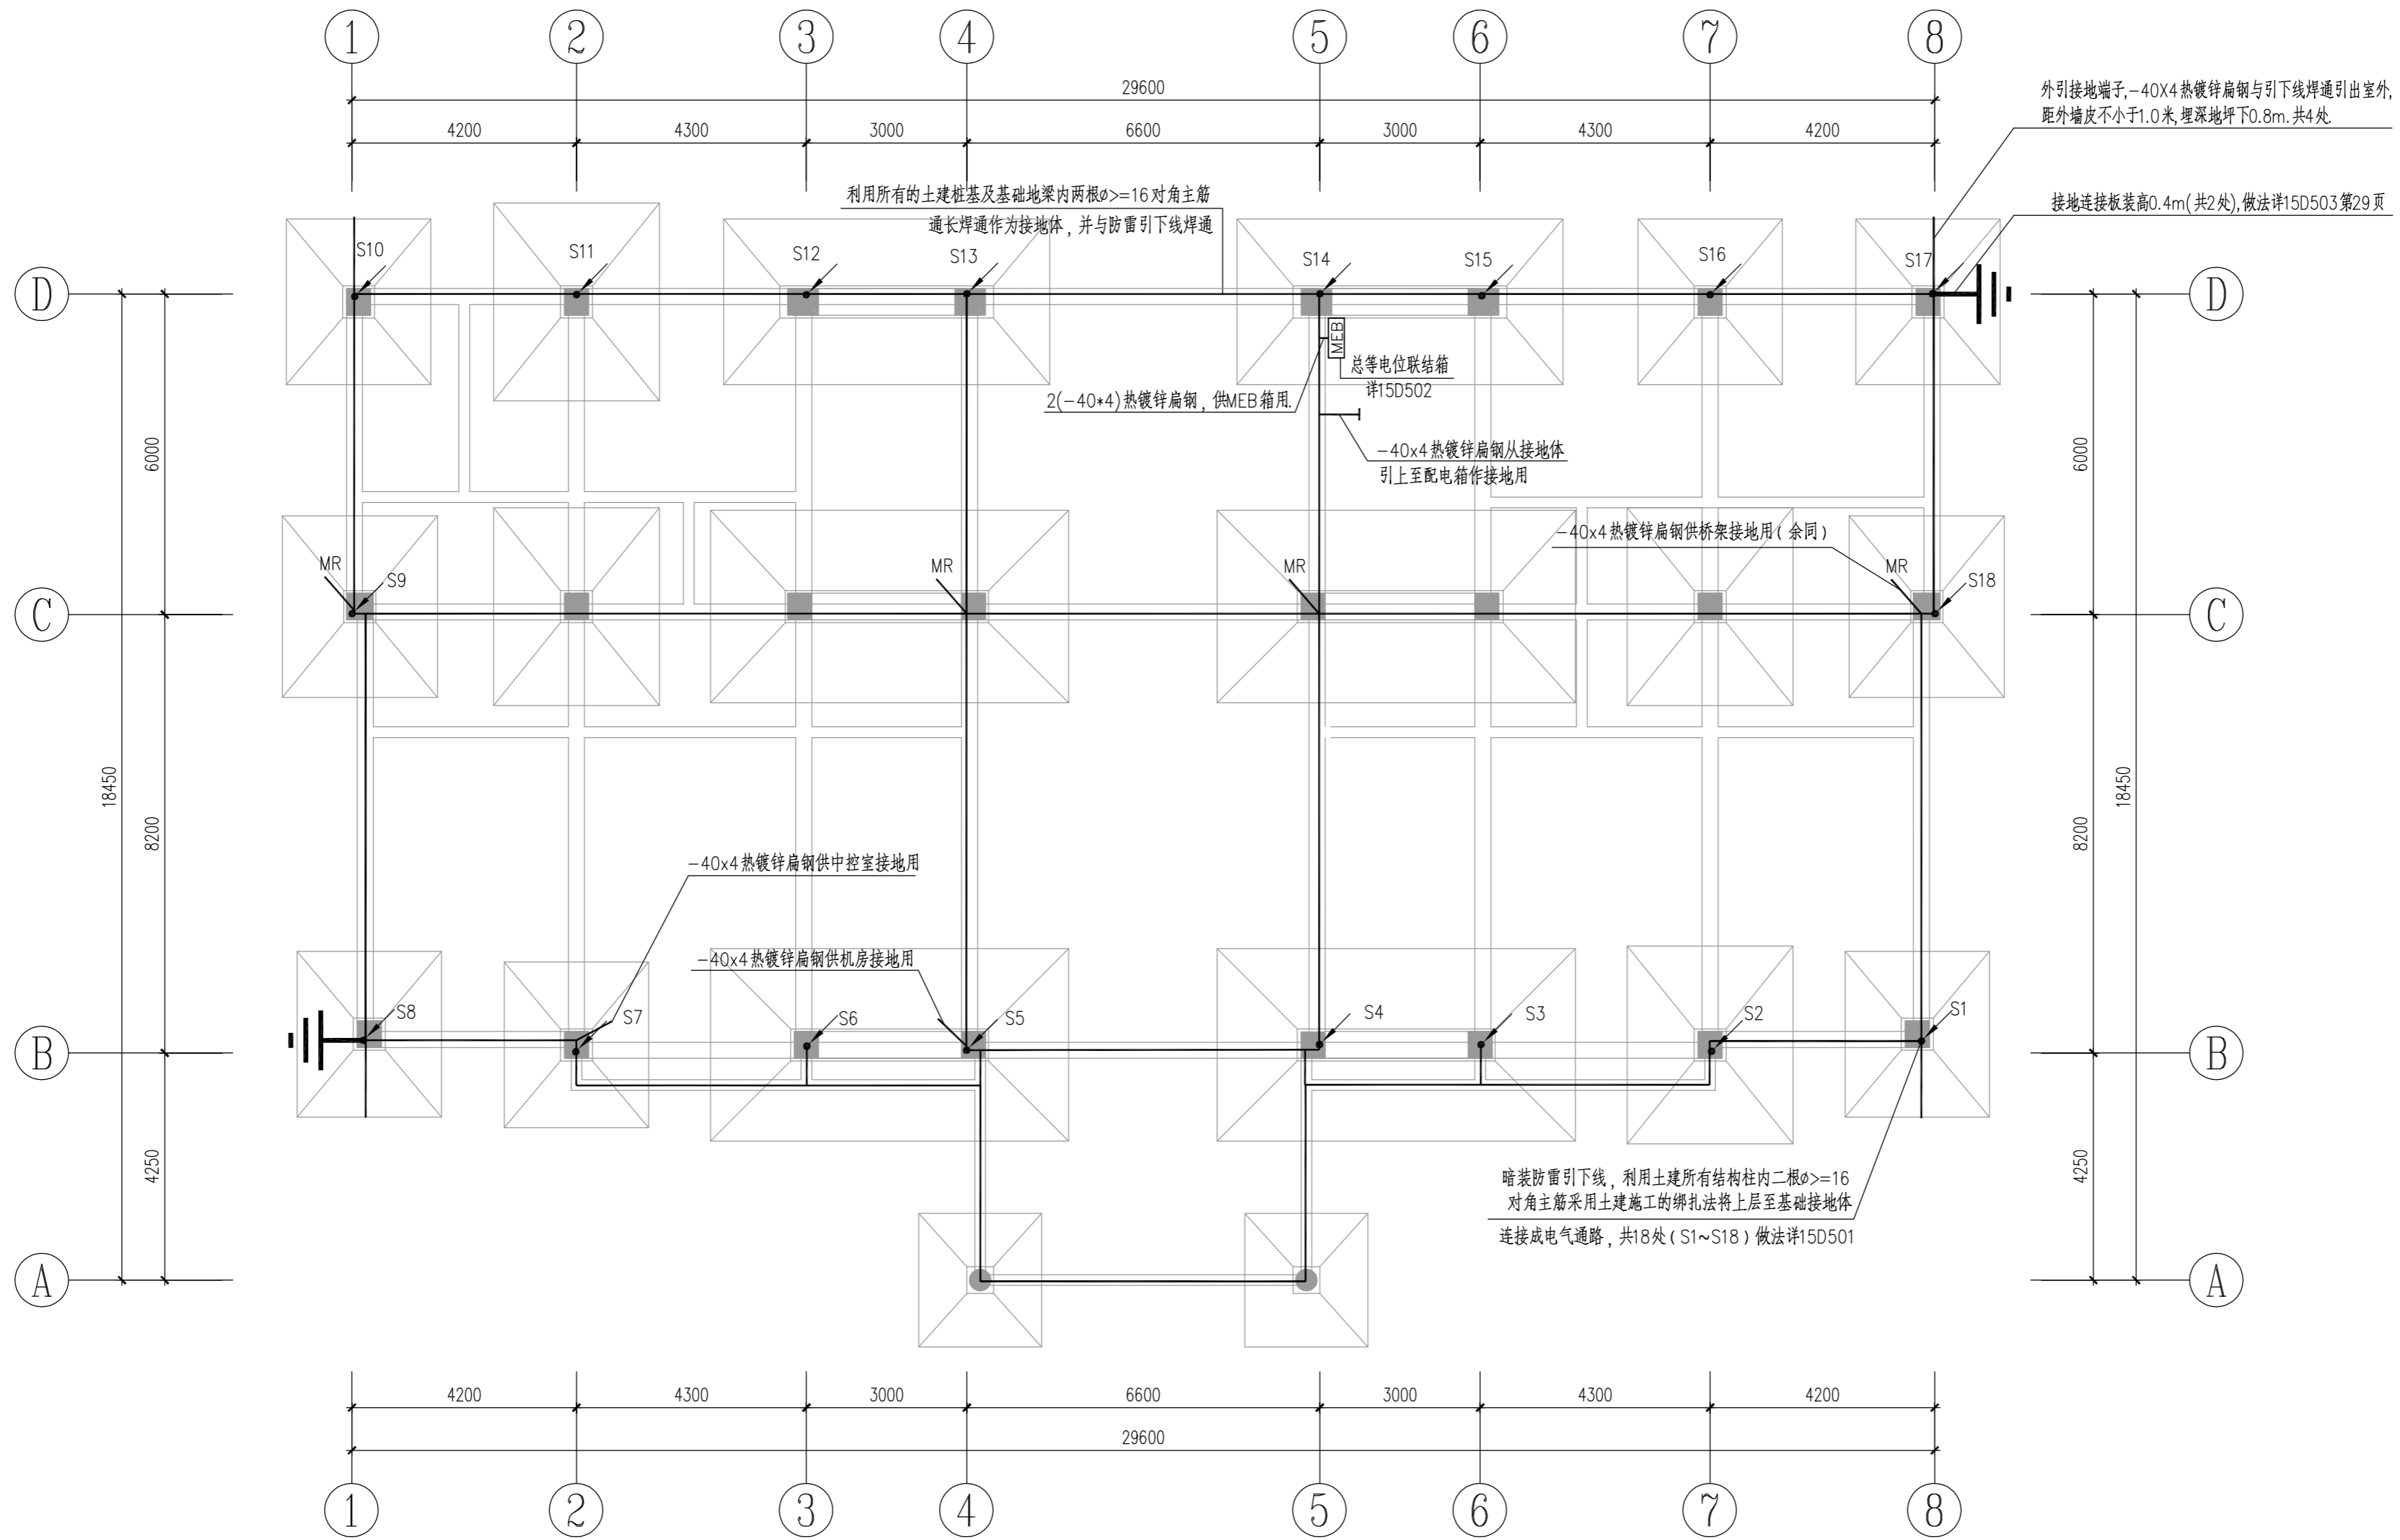 1 2 3 4 5 6 7 8
29600
4200 4300 3000 6600 3000 4300 4200
外引接地端子,-40X4热镀锌扁钢与引下线焊通引出室外,
距外墙皮不小于1.0米,埋深地坪下0.8m.共4处.
接地连接板装高0.4m(共2处),做法详15D503第29页
利用所有的土建桩基及基础地梁内两根ø>=16对角主筋
通长焊通作为接地体，并与防雷引下线焊通
S10 S11 S12 S13 S14 S15 S16 S17
D D
MEB
总等电位联结箱
详15D502
2(-40*4)热镀锌扁钢，供MEB箱用.
-40x4热镀锌扁钢从接地体
引上至配电箱作接地用
6000 6000
-40x4热镀锌扁钢供桥架接地用（余同）
MR MR MR MR
S9 S18
C C
18450 18450
8200 8200
-40x4热镀锌扁钢供中控室接地用
-40x4热镀锌扁钢供机房接地用
S8 S7 S6 S5 S4 S3 S2 S1
B B
4250 4250
暗装防雷引下线，利用土建所有结构柱内二根ø>=16
对角主筋采用土建施工的绑扎法将上层至基础接地体
连接成电气通路，共18处（S1~S18）做法详15D501
A A
4200 4300 3000 6600 3000 4300 4200
29600
1 2 3 4 5 6 7 8